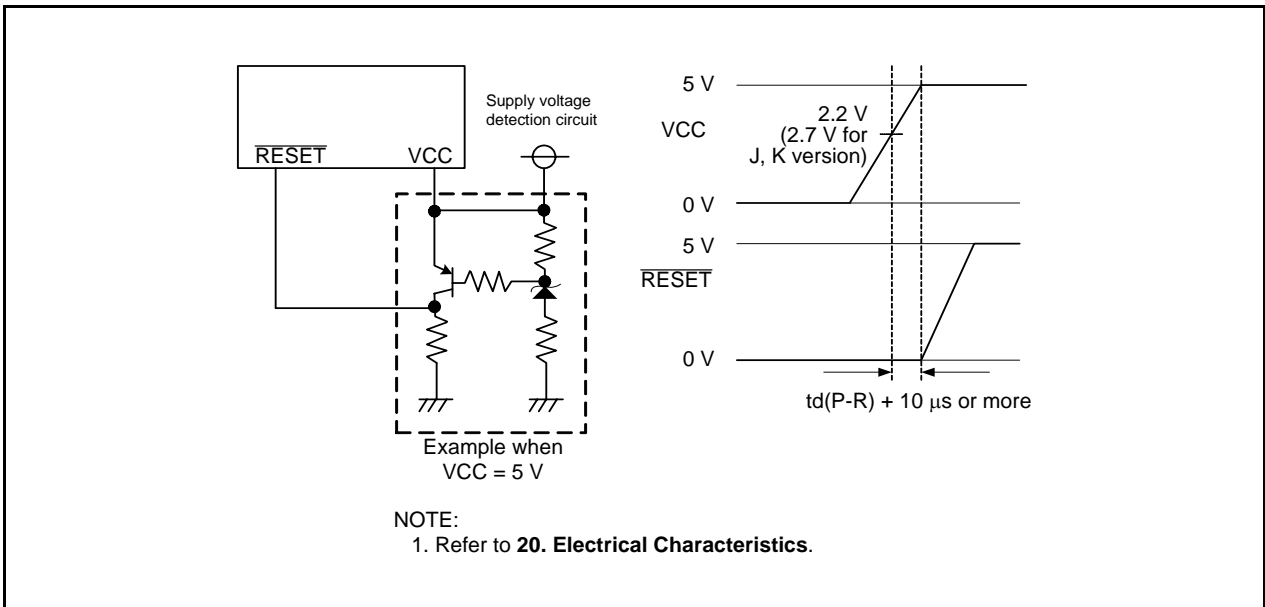 RESET
VCC
Supply voltage
detection circuit
Example when
VCC = 5 V
5 V
VCC
2.2 V
(2.7 V for
J, K version)
0 V
5 V
RESET
0 V
td(P-R) + 10 μs or more
NOTE:
1. Refer to 20. Electrical Characteristics.